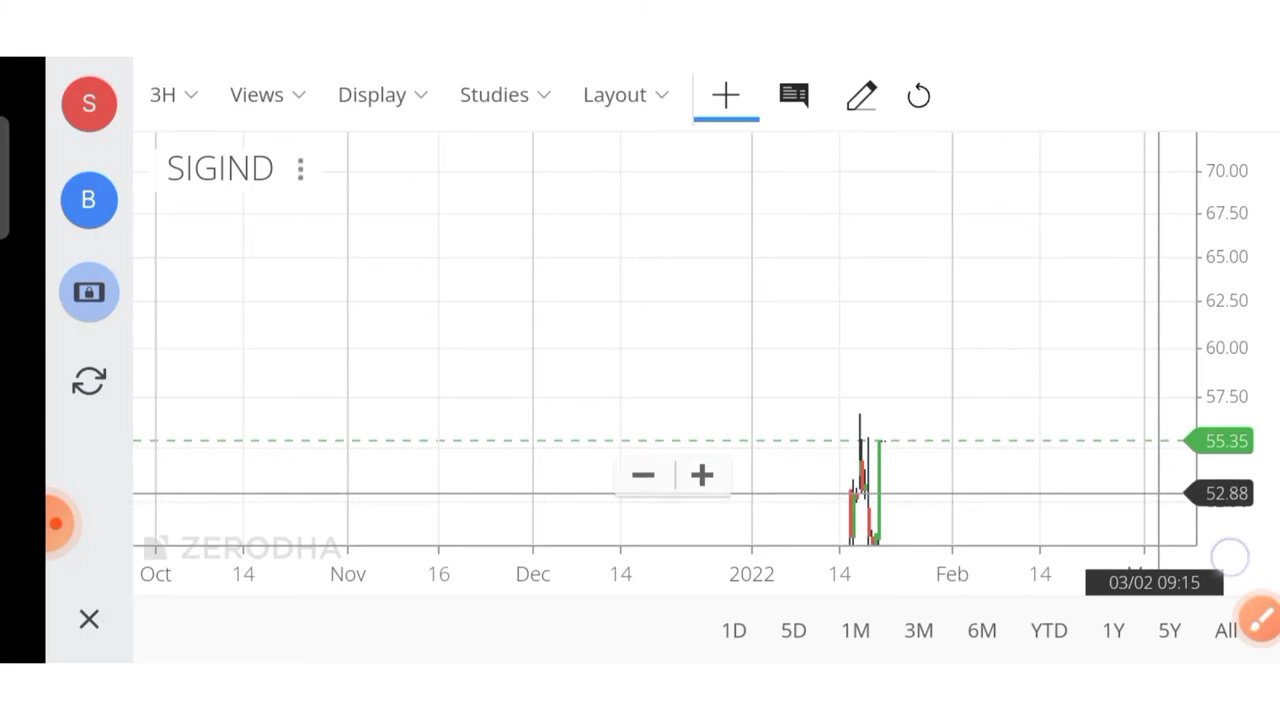 S
3H Views Display Studies Layout
SIGIND
B
70.00
67.50
65.00
62.50
60.00
57.50
55.35
52.88
ZERODHA
Oct 14 Nov 16 Dec 14 2022 14 Feb 14
03/02 09:15
1D 5D 1M 3M 6M YTD 1Y 5Y All